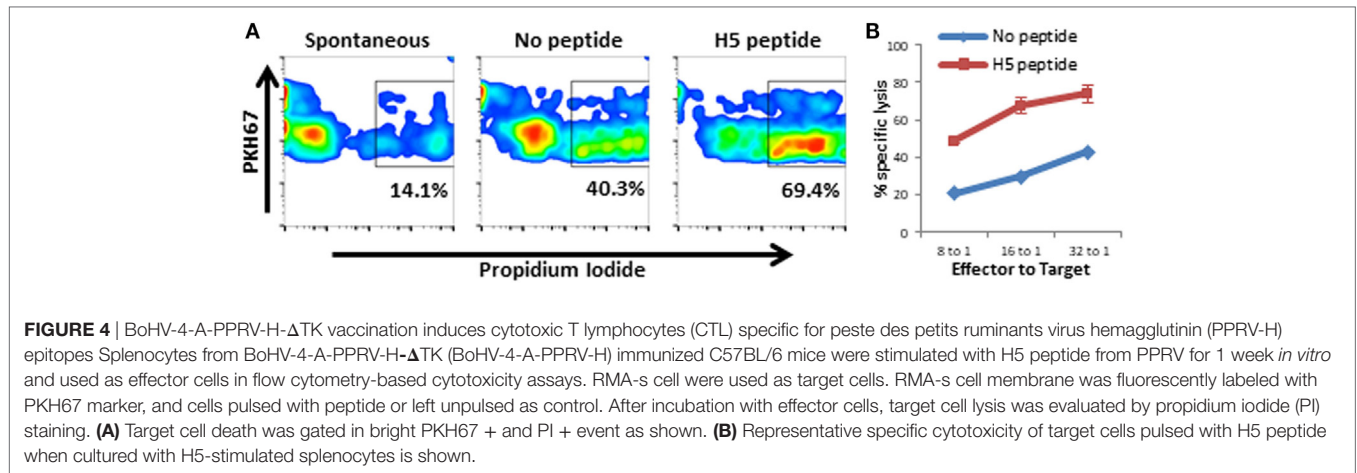 A
Spontaneous
No peptide
H5 peptide
PKH67
14.1%
40.3%
69.4%
Propidium Iodide
B
No peptide
H5 peptide
% specific lysis
100
80
60
40
20
0
8 to 1 16 to 1 32 to 1
Effector to Target
FIGURE 4 | BoHV-4-A-PPRV-H-ΔTK vaccination induces cytotoxic T lymphocytes (CTL) specific for peste des petits ruminants virus hemagglutinin (PPRV-H)
epitopes Splenocytes from BoHV-4-A-PPRV-H-ΔTK (BoHV-4-A-PPRV-H) immunized C57BL/6 mice were stimulated with H5 peptide from PPRV for 1 week in vitro
and used as effector cells in flow cytometry-based cytotoxicity assays. RMA-s cell were used as target cells. RMA-s cell membrane was fluorescently labeled with
PKH67 marker, and cells pulsed with peptide or left unpulsed as control. After incubation with effector cells, target cell lysis was evaluated by propidium iodide (PI)
staining. (A) Target cell death was gated in bright PKH67 + and PI + event as shown. (B) Representative specific cytotoxicity of target cells pulsed with H5 peptide
when cultured with H5-stimulated splenocytes is shown.